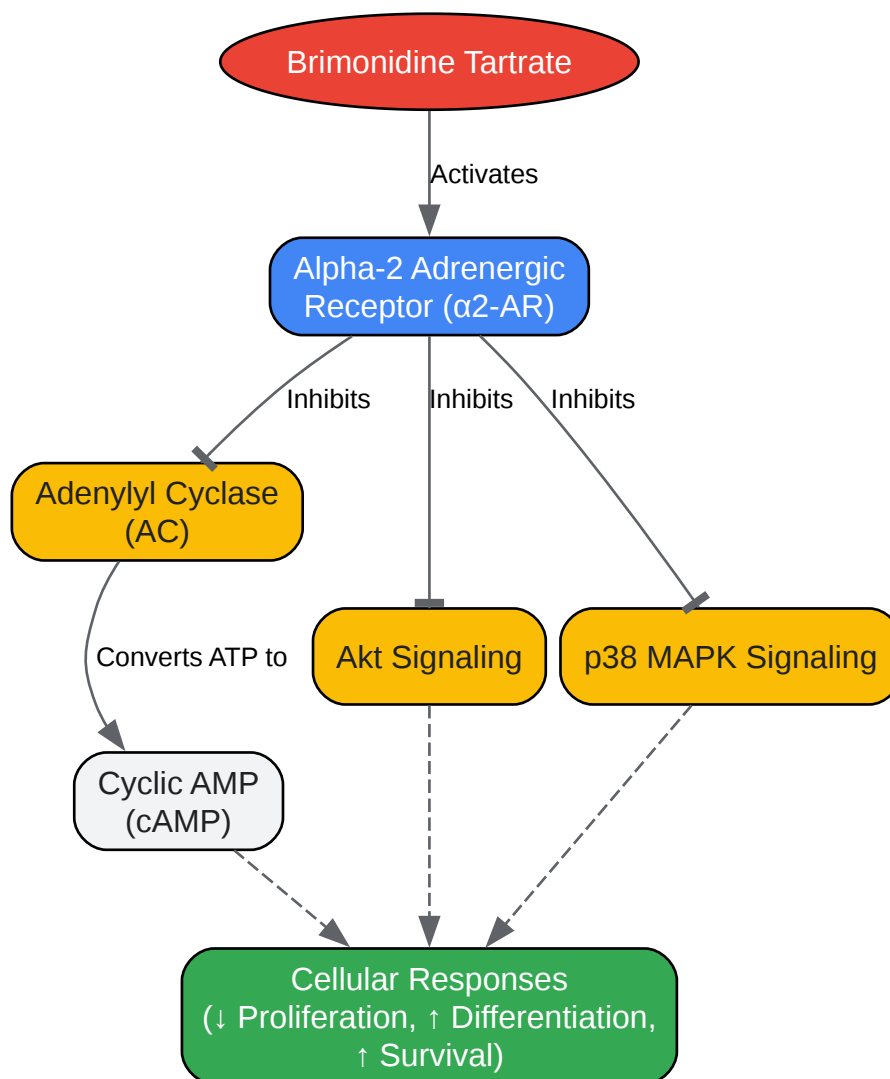 Brimonidine Tartrate
Activates
Alpha-2 Adrenergic
Receptor (α2-AR)
Inhibits
Inhibits
Inhibits
Adenylyl Cyclase
(AC)
Converts ATP to
Akt Signaling
p38 MAPK Signaling
Cyclic AMP
(cAMP)
Cellular Responses
(↓ Proliferation, ↑ Differentiation,
↑ Survival)